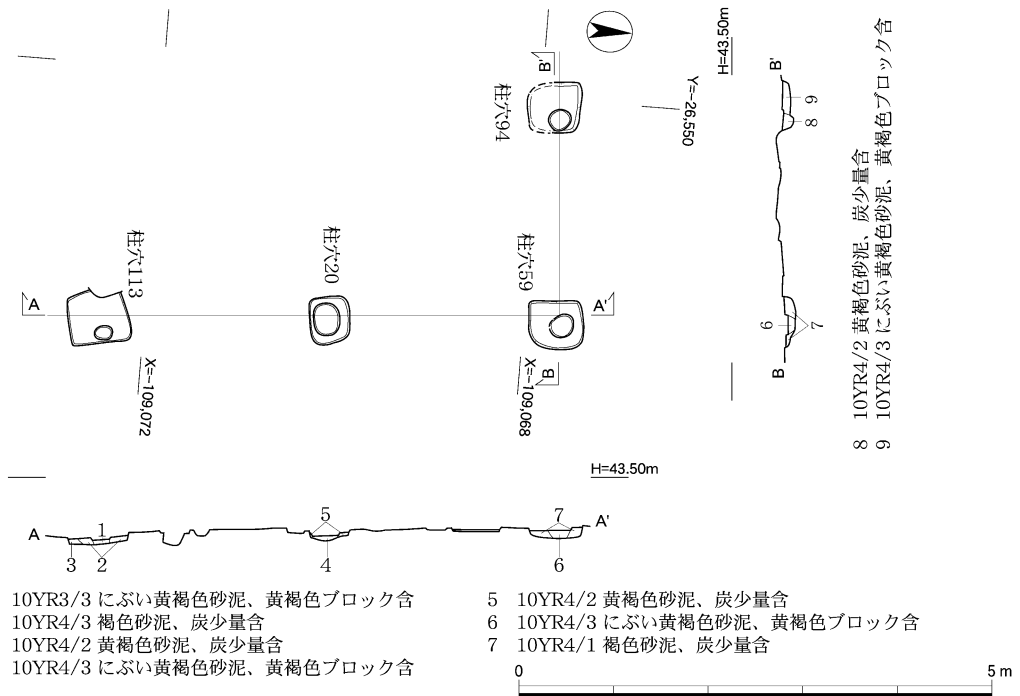 B'
柱穴94
Y=-26,550
柱穴113
柱穴20
柱穴59
A
A'
B
X=-109,072
X=-109,068
H=43.50m
B'
9
8
6
7
B
8 10YR4/2 黄褐色砂泥、炭少量含
9 10YR4/3 にぶい黄褐色砂泥、黄褐色ブロック含
H=43.50m
A
1
5
7
A'
3
2
4
6
10YR3/3 にぶい黄褐色砂泥、黄褐色ブロック含
10YR4/3 褐色砂泥、炭少量含
10YR4/2 黄褐色砂泥、炭少量含
10YR4/3 にぶい黄褐色砂泥、黄褐色ブロック含
5 10YR4/2 黄褐色砂泥、炭少量含
6 10YR4/3 にぶい黄褐色砂泥、黄褐色ブロック含
7 10YR4/1 褐色砂泥、炭少量含
0
5 m